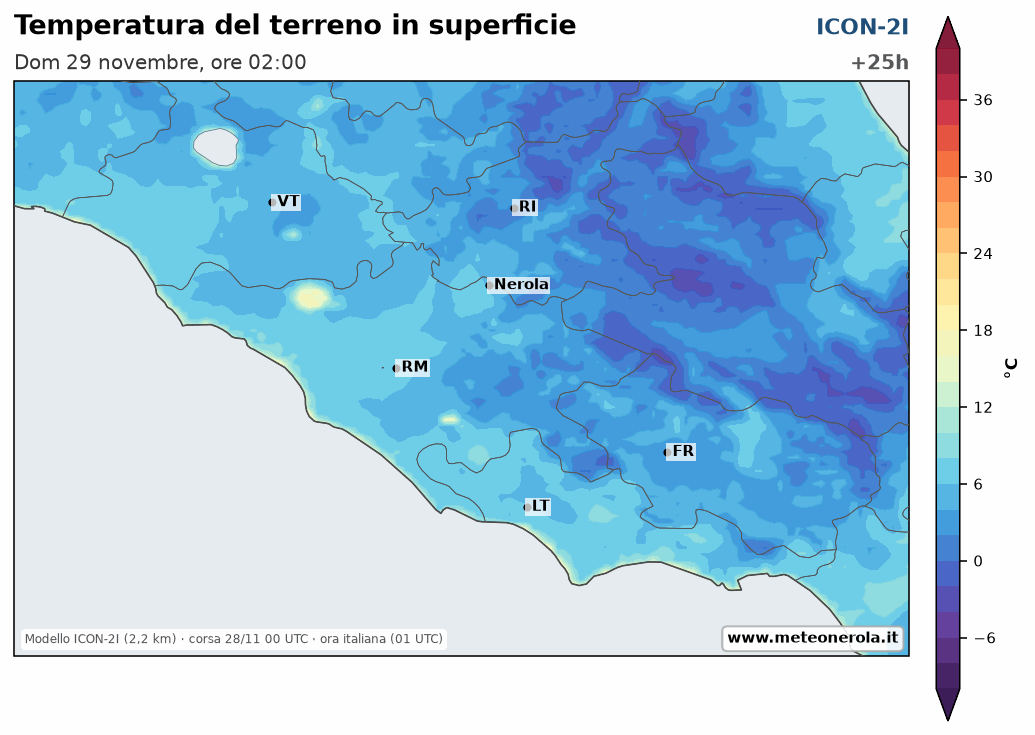 Temperatura del terreno in superficie
ICON-2I
Dom 29 novembre, ore 02:00
+25h
VT
RI
Nerola
RM
FR
LT
36
30
24
18
12
6
0
−6
°C
Modello ICON-2I (2,2 km) · corsa 28/11 00 UTC · ora italiana (01 UTC)
www.meteonerola.it